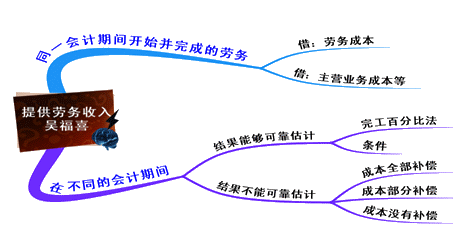 提供劳务收入
吴福喜
同一会计期间开始并完成的劳务
借：劳务成本
借：主营业务成本等
在不同的会计期间
结果能够可靠估计
完工百分比法
条件
结果不能可靠估计
成本全部补偿
成本部分补偿
成本没有补偿